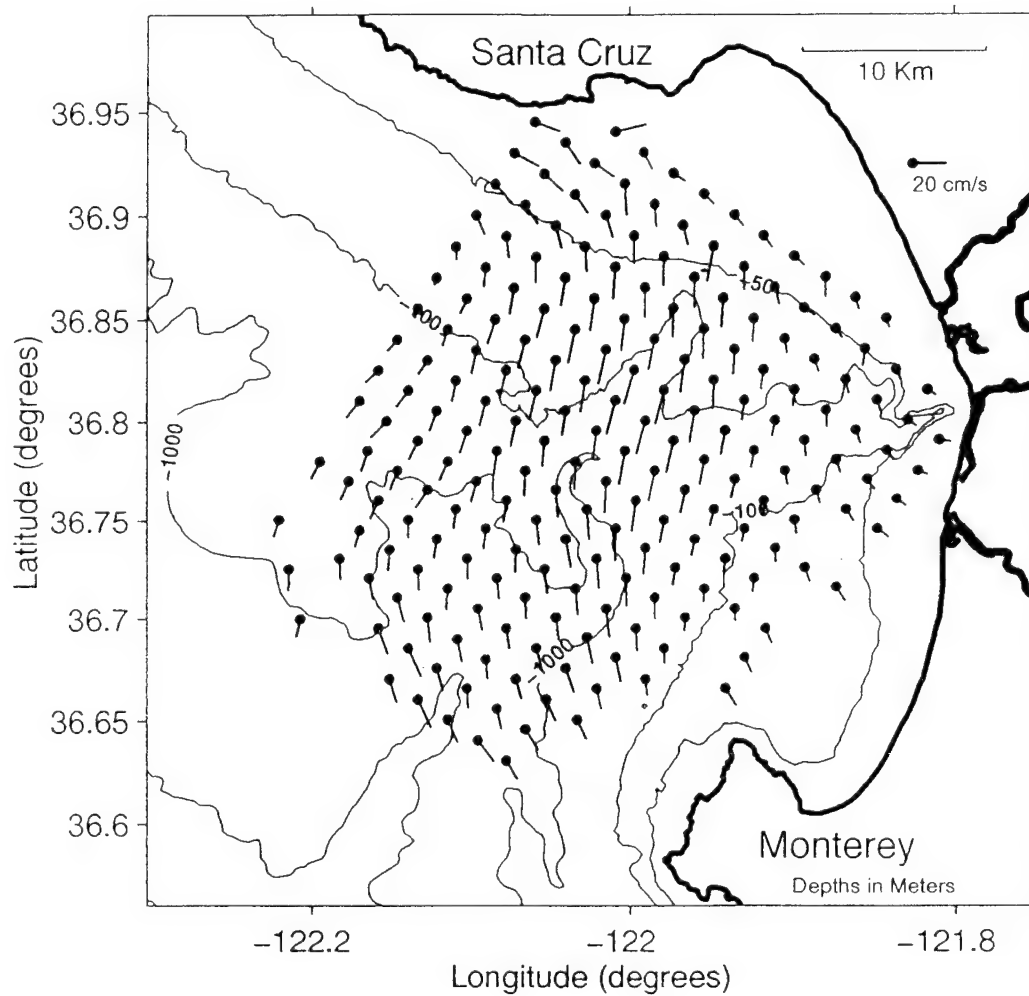 Santa Cruz
10 Km
20 cm/s
36.95
36.9
36.85
36.8
36.75
36.7
36.65
36.6
Latitude (degrees)
-50
-100
-1000
-100
-1000
Monterey
Depths in Meters
-122.2
-122
-121.8
Longitude (degrees)